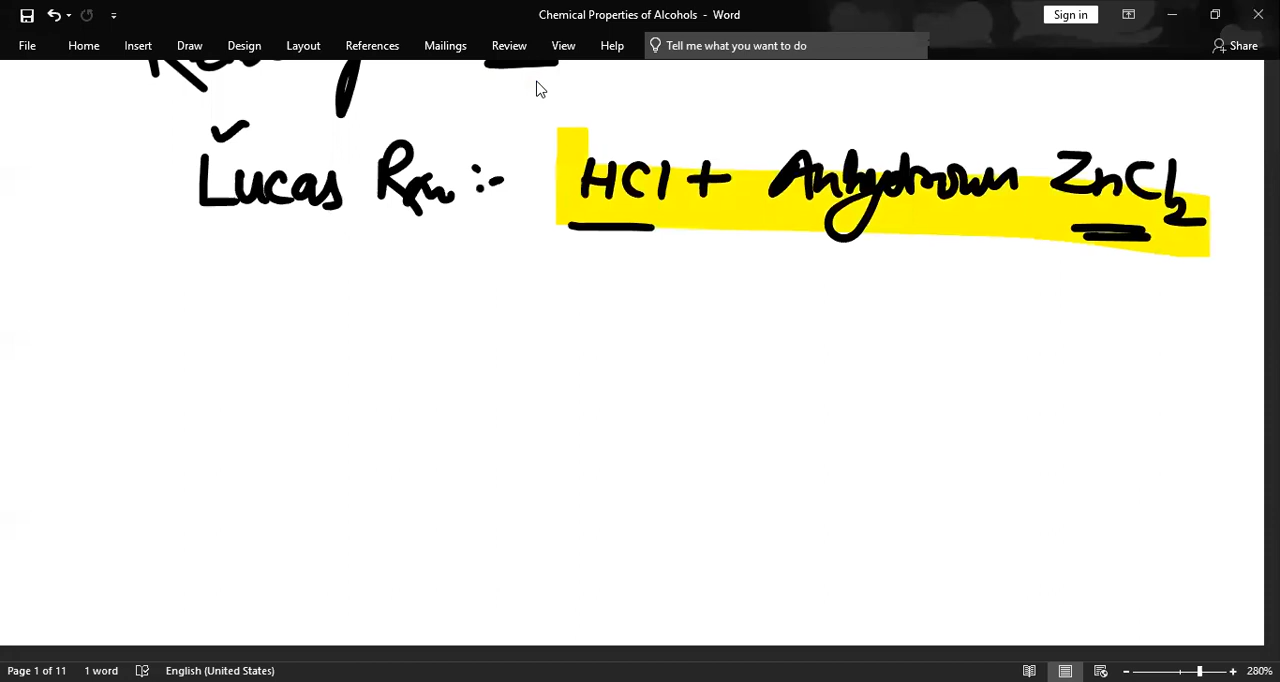 Chemical Properties of Alcohols - Word
Sign in
File Home Insert Draw Design Layout References Mailings Review View Help Tell me what you want to do Share
Lucas Rxn :- HCl + Anhydrous ZnCl2
Page 1 of 11 1 word English (United States) 280%